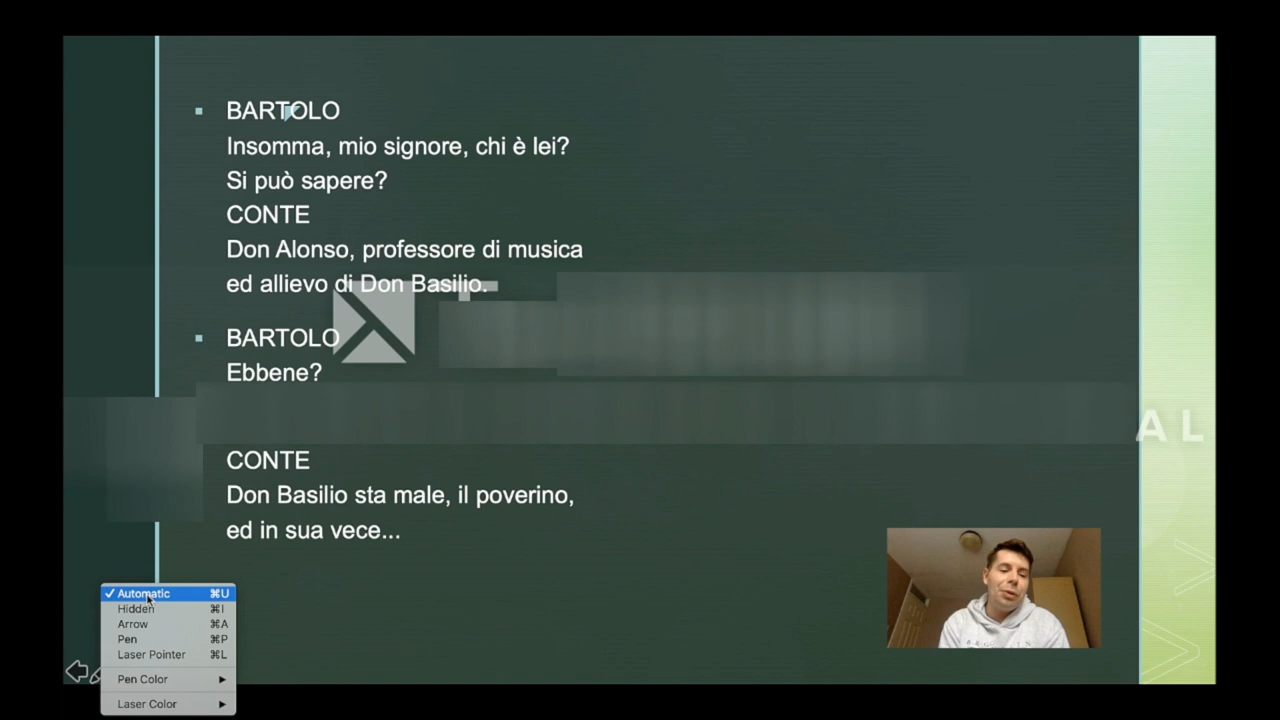 BARTOLO
Insomma, mio signore, chi è lei?
Si può sapere?
CONTE
Don Alonso, professore di musica
ed allievo di Don Basilio.
BARTOLO
Ebbene?
CONTE
Don Basilio sta male, il poverino,
ed in sua vece...
A L
✓ Automatic ⌘U
Hidden ⌘I
Arrow ⌘A
Pen ⌘P
Laser Pointer ⌘L
Pen Color
Laser Color